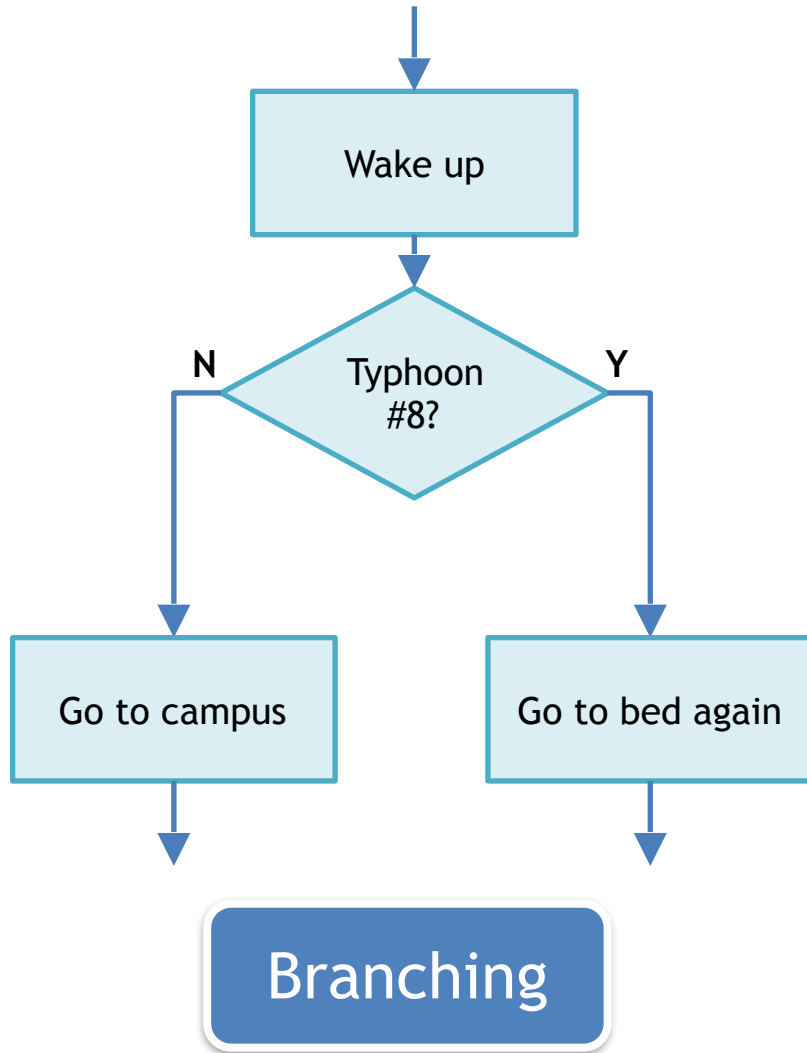 Wake up
N
Typhoon
#8?
Y
Go to campus
Go to bed again
Branching